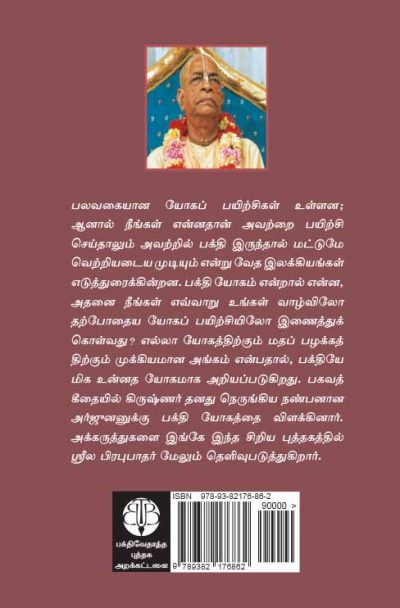 பலவகையான யோகப் பயிற்சிகள் உள்ளன;
ஆனால் நீங்கள் என்னதான் அவற்றை பயிற்சி
செய்தாலும் அவற்றில் பக்தி இருந்தால் மட்டுமே
வெற்றியடைய முடியும் என்று வேத இலக்கியங்கள்
எடுத்துரைக்கின்றன. பக்தி யோகம் என்றால் என்ன,
அதனை நீங்கள் எவ்வாறு உங்கள் வாழ்விலோ
தற்போதைய யோகப் பயிற்சியிலோ இணைத்துக்
கொள்வது? எல்லா யோகத்திற்கும் மதப் பழக்கத்
திற்கும் முக்கியமான அங்கம் என்பதால், பக்தியே
மிக உன்னத யோகமாக அறியப்படுகிறது. பகவத்
கீதையில் கிருஷ்ணர் தனது நெருங்கிய நண்பனான
அர்ஜுனனுக்கு பக்தி யோகத்தை விளக்கினார்.
அக்கருத்துகளை இங்கே இந்த சிறிய புத்தகத்தில்
ஸ்ரீல பிரபுபாதர் மேலும் தெளிவுபடுத்துகிறார்.
BBT
பக்திவேதாந்த
புத்தக
அறக்கட்டளை
ISBN 978-93-82176-86-2
90000 >
9 789382 176862